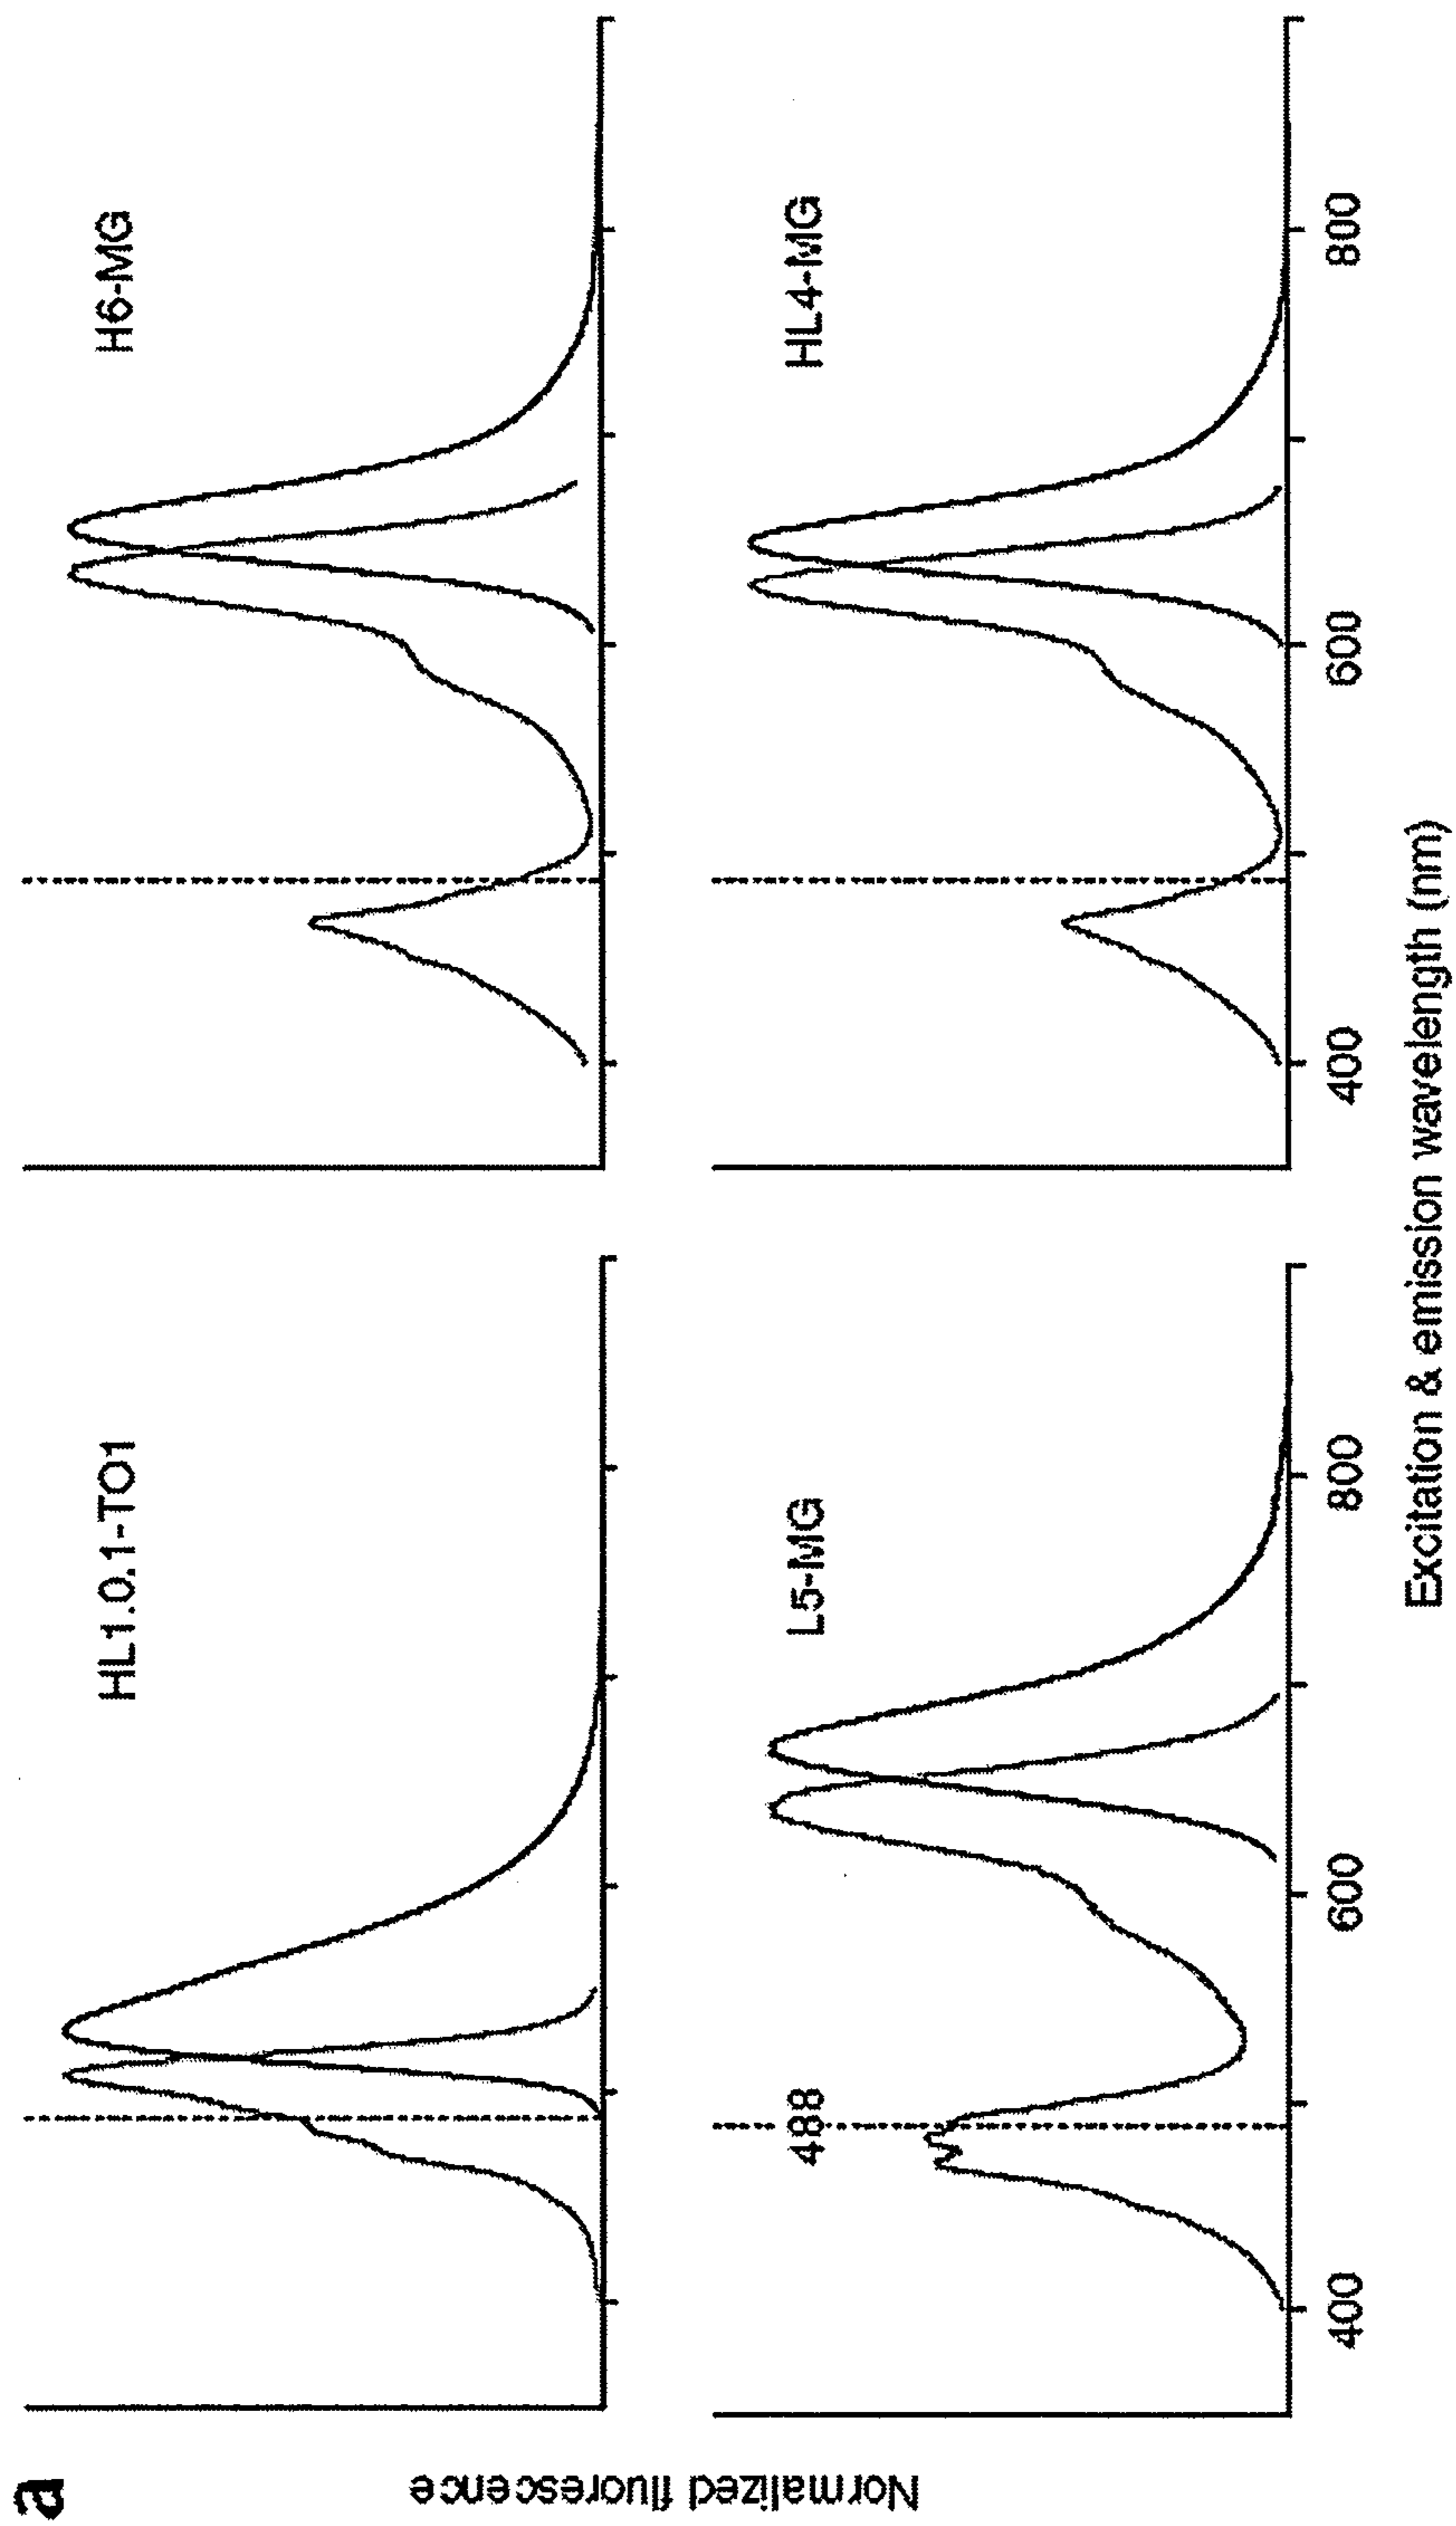 a
Normalized fluorescence
HL1.0.1-TO1
H6-MG
L5-MG
488
HL4-MG
400
600
800
400
600
800
Excitation & emission wavelength (nm)